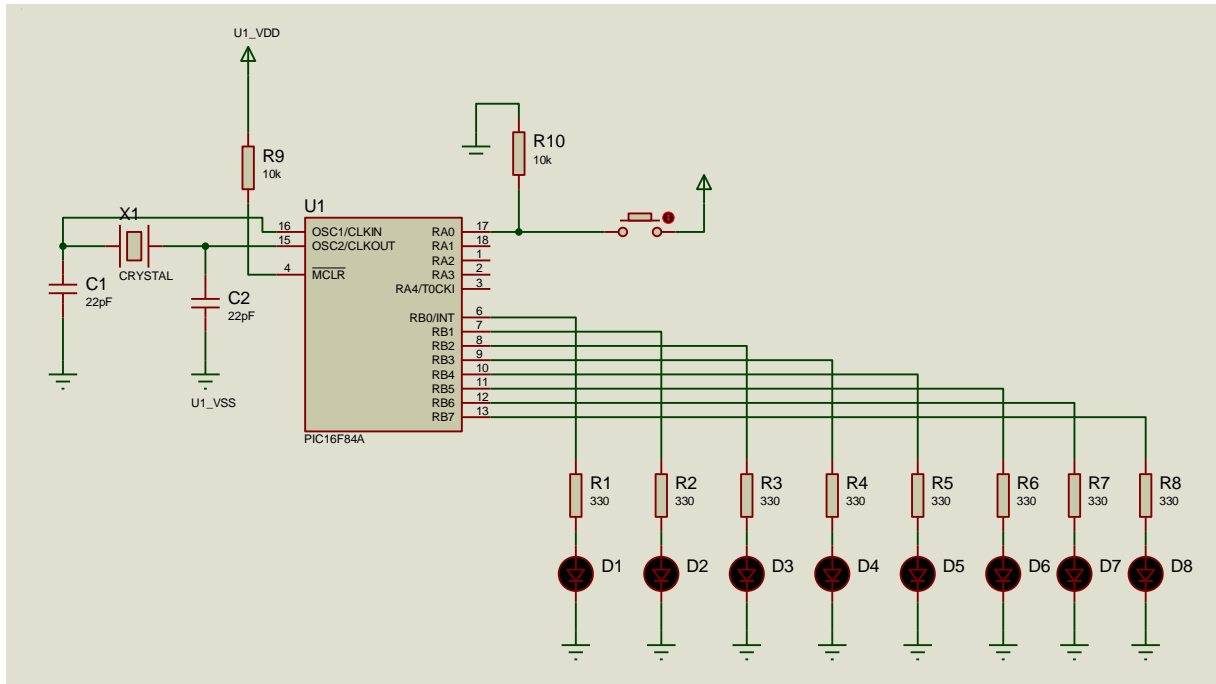 U1_VDD
R9
10k
R10
10k
X1
CRYSTAL
C1
22pF
C2
22pF
U1_VSS
U1
16 OSC1/CLKIN RA0 17
15 OSC2/CLKOUT RA1 18
RA2 1
4 MCLR RA3 2
RA4/T0CKI 3
RB0/INT 6
RB1 7
RB2 8
RB3 9
RB4 10
RB5 11
RB6 12
RB7 13
PIC16F84A
R1 R2 R3 R4 R5 R6 R7 R8
330 330 330 330 330 330 330 330
D1 D2 D3 D4 D5 D6 D7 D8